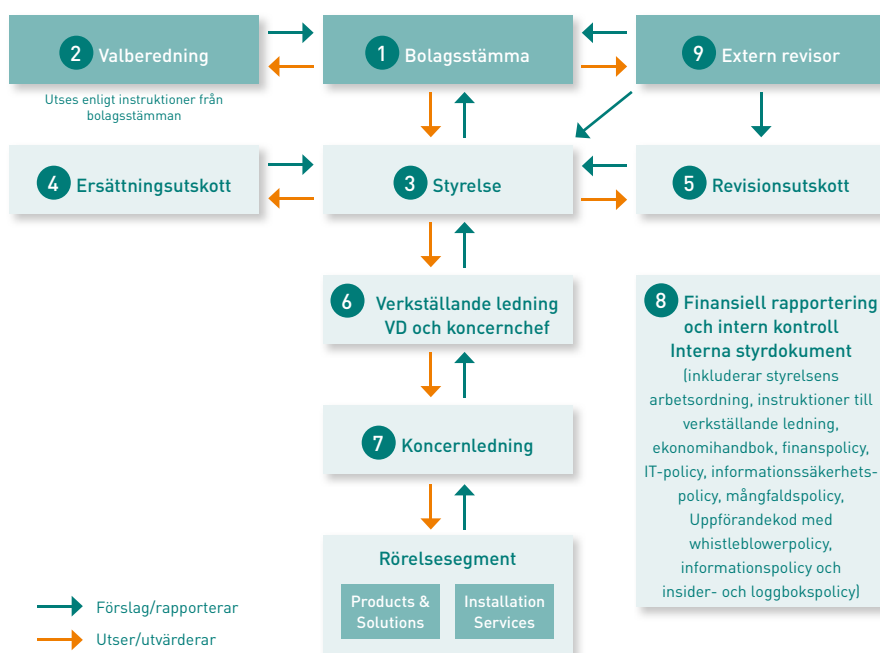 2 Valberedning
Utses enligt instruktioner från
bolagsstämman
1 Bolagsstämma
9 Extern revisor
4 Ersättningsutskott
3 Styrelse
5 Revisionsutskott
6 Verkställande ledning
VD och koncernchef
7 Koncernledning
Rörelsesegment
Products &
Solutions
Installation
Services
8 Finansiell rapportering
och intern kontroll
Interna styrdokument
(inkluderar styrelsens
arbetsordning, instruktioner till
verkställande ledning,
ekonomihandbok, finanspolicy,
IT-policy, informationssäkerhets-
policy, mångfaldspolicy,
Uppförandekod med
whistleblowerpolicy,
informationspolicy och
insider- och loggbokspolicy)
Förslag/rapporterar
Utser/utvärderar